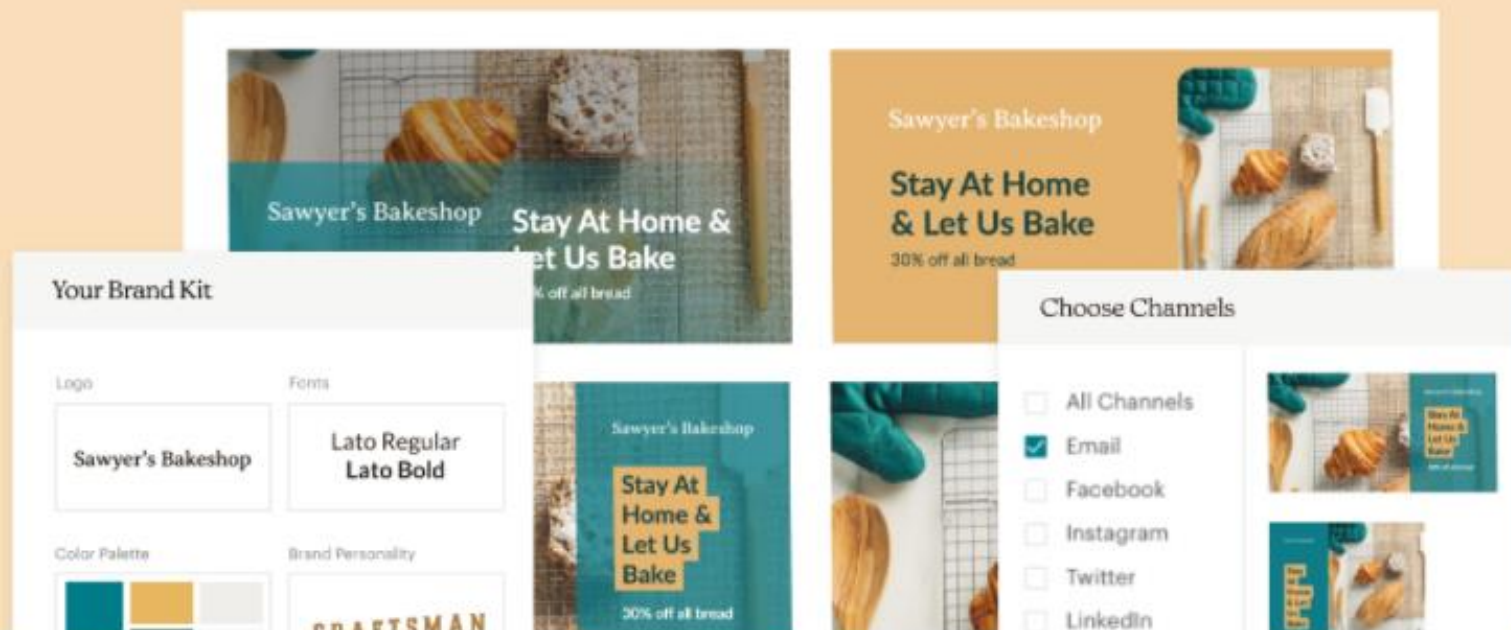 Sawyer's Bakeshop
Stay At Home &
Let Us Bake
% off all bread
Sawyer's Bakeshop
Stay At Home
& Let Us Bake
30% off all bread
Your Brand Kit
Logo
Fonts
Sawyer's Bakeshop
Lato Regular
Lato Bold
Color Palette
Brand Personality
CRAFTSMAN
Sawyer's Bakeshop
Stay At
Home &
Let Us
Bake
30% off all bread
Choose Channels
All Channels
Email
Facebook
Instagram
Twitter
LinkedIn
Stay At
Home &
Let Us
Bake